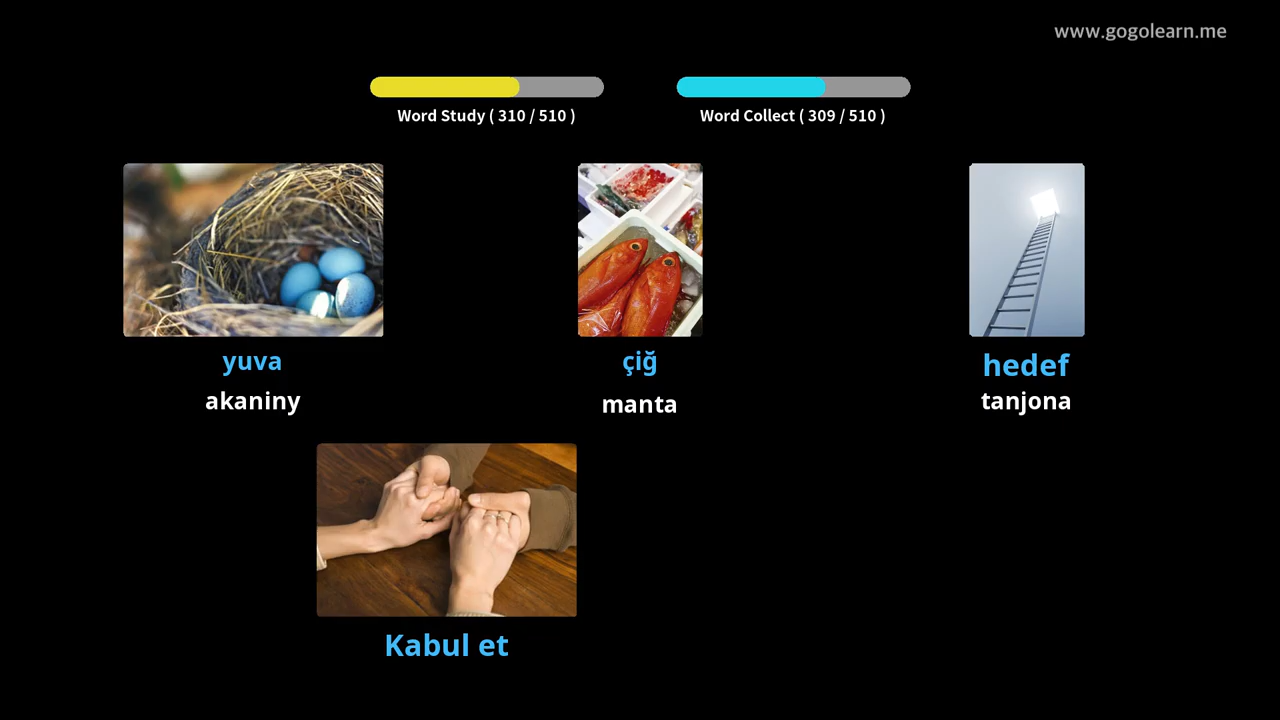 www.gogolearn.me
Word Study ( 310 / 510 )
Word Collect ( 309 / 510 )
yuva
akaniny
çiğ
manta
hedef
tanjona
Kabul et